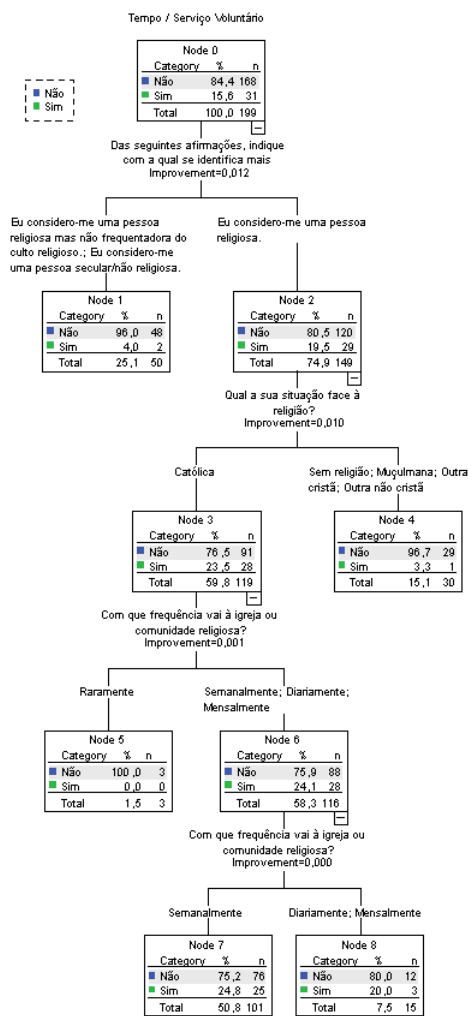 Tempo / Serviço Voluntário
Node 0
Category % n
Não 84,4 168
Sim 15,6 31
Total 100,0 199
Não
Sim
Das seguintes afirmações, indique
com a qual se identifica mais
Improvement=0,012
Eu considero-me uma pessoa
religiosa mas não frequentadora do
culto religioso.; Eu considero-me
uma pessoa secular/não religiosa.
Eu considero-me uma pessoa
religiosa.
Node 1
Category % n
Não 96,0 48
Sim 4,0 2
Total 25,1 50
Node 2
Category % n
Não 80,5 120
Sim 19,5 29
Total 74,9 149
Qual a sua situação face à
religião?
Improvement=0,010
Católica
Sem religião; Muçulmana; Outra
cristã; Outra não cristã
Node 3
Category % n
Não 76,5 91
Sim 23,5 28
Total 59,8 119
Node 4
Category % n
Não 96,7 29
Sim 3,3 1
Total 15,1 30
Com que frequência vai à igreja ou
comunidade religiosa?
Improvement=0,001
Raramente
Semanalmente; Diariamente;
Mensalmente
Node 5
Category % n
Não 100,0 3
Sim 0,0 0
Total 1,5 3
Node 6
Category % n
Não 75,9 88
Sim 24,1 28
Total 58,3 116
Com que frequência vai à igreja ou
comunidade religiosa?
Improvement=0,000
Semanalmente
Diariamente; Mensalmente
Node 7
Category % n
Não 75,2 76
Sim 24,8 25
Total 50,8 101
Node 8
Category % n
Não 80,0 12
Sim 20,0 3
Total 7,5 15